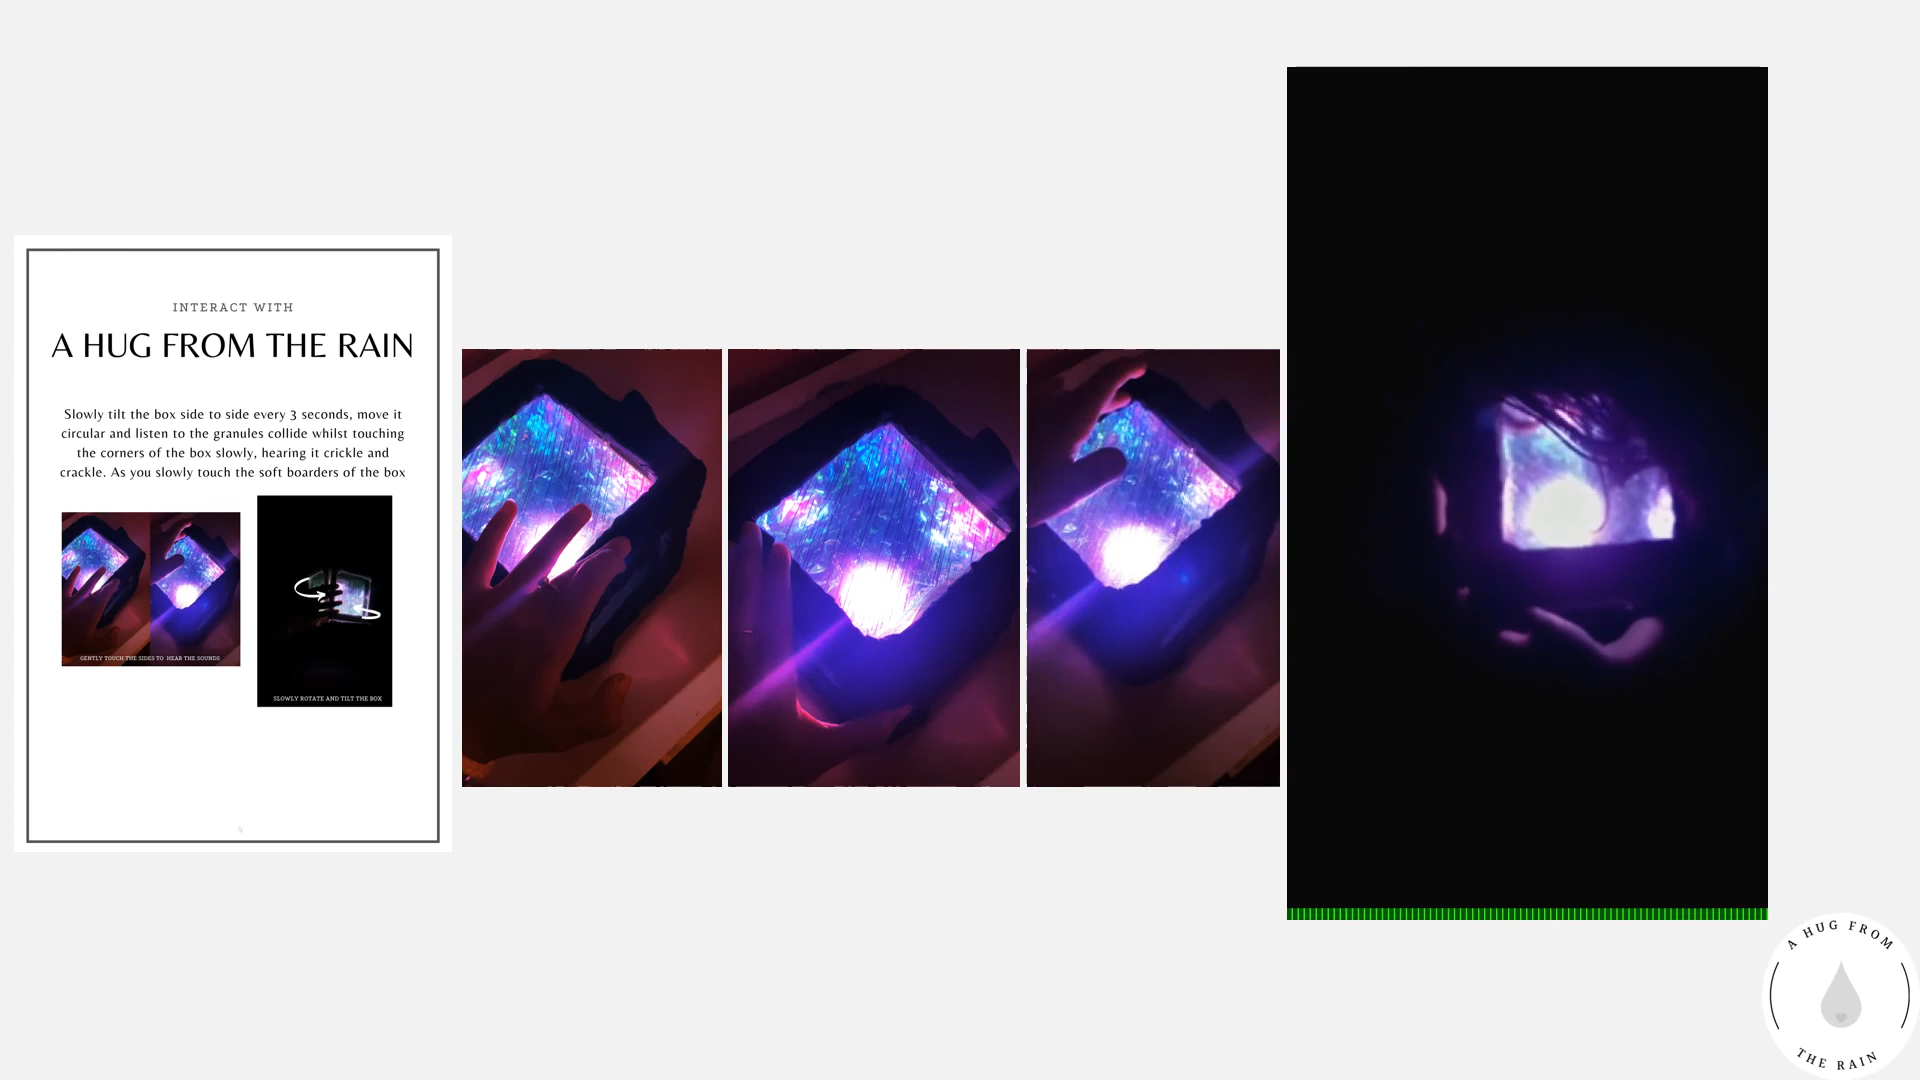 INTERACT WITH
A HUG FROM THE RAIN
Slowly tilt the box side to side every 3 seconds, move it
circular and listen to the granules collide whilst touching
the corners of the box slowly, hearing it crickle and
crackle. As you slowly touch the soft boarders of the box
GENTLY TOUCH THE SIDES TO HEAR THE SOUNDS
SLOWLY ROTATE AND TILT THE BOX
4
A HUG FROM
THE RAIN